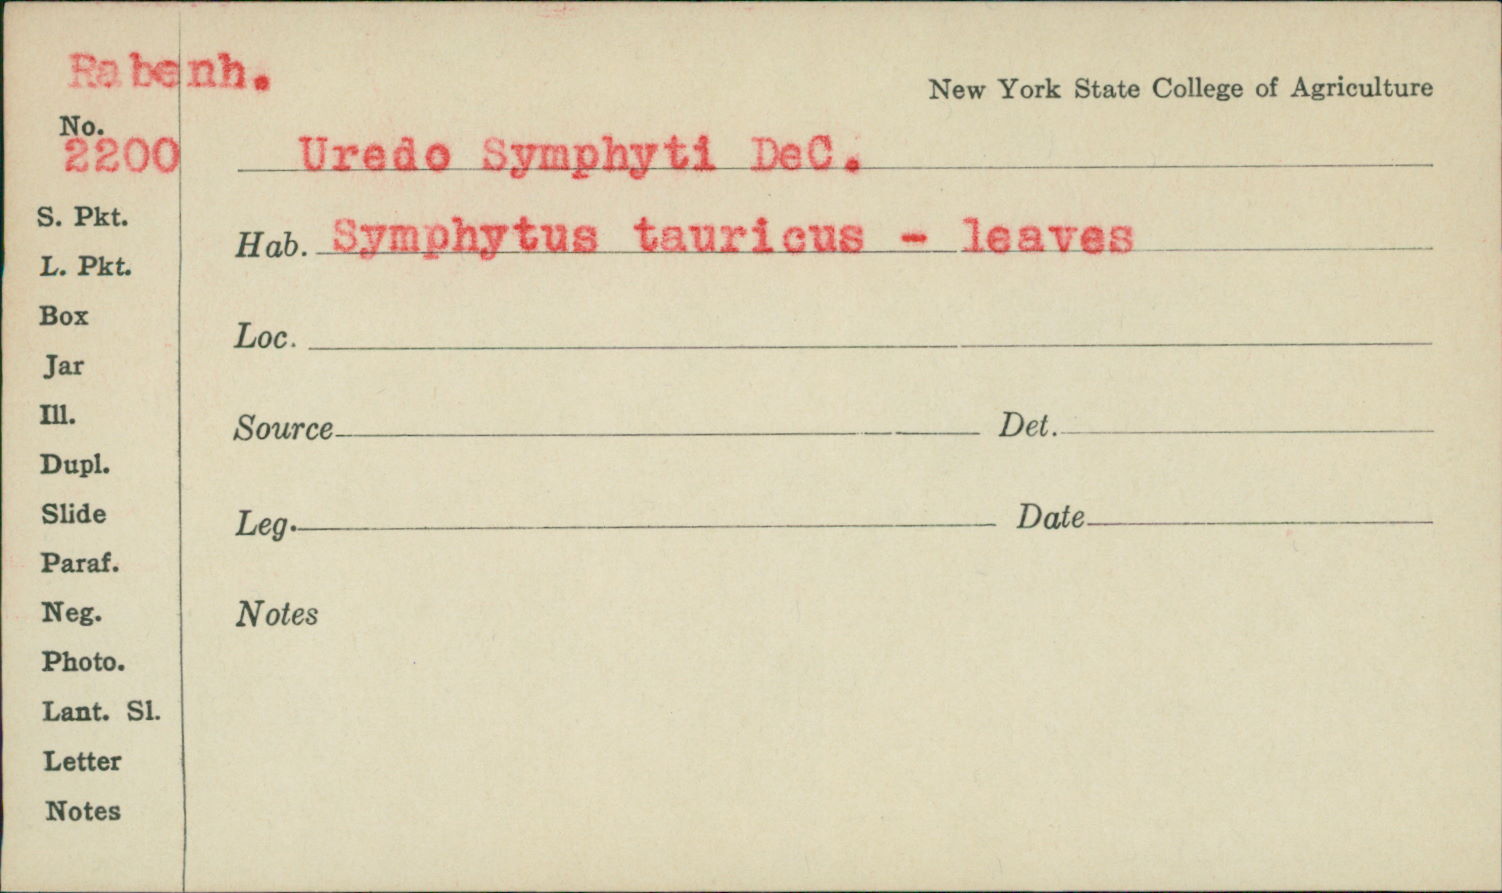 Rabenh.
New York State College of Agriculture
No.
2200
Uredo Symphyti DeC.
S. Pkt.
Hab. Symphytus tauricus - leaves
L. Pkt.
Box
Loc.
Jar
Ill.
Source Det.
Dupl.
Slide
Leg. Date
Paraf.
Neg.
Notes
Photo.
Lant. Sl.
Letter
Notes